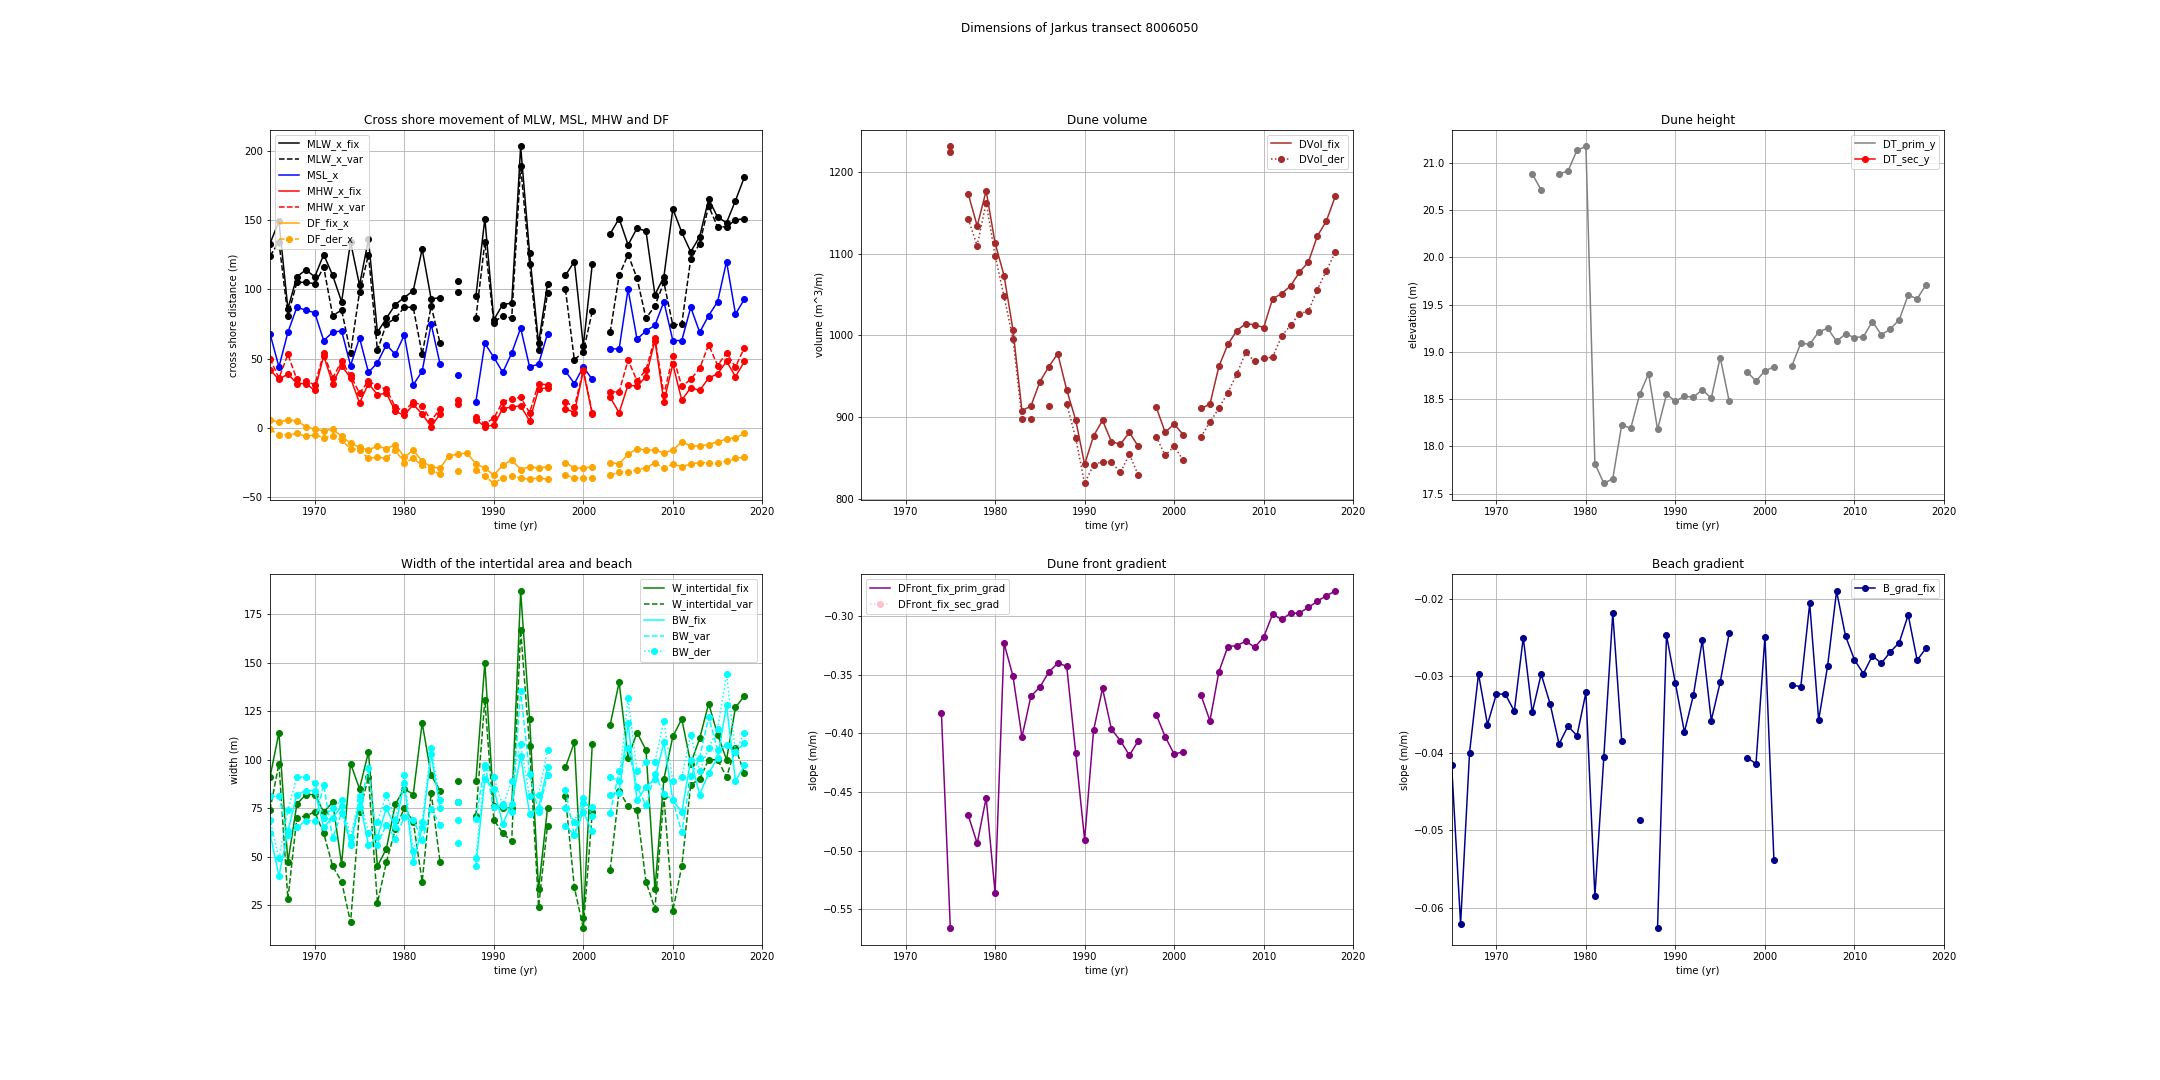 Dimensions of Jarkus transect 8006050
Cross shore movement of MLW, MSL, MHW and DF
MLW_x_fix
MLW_x_var
MSL_x
MHW_x_fix
MHW_x_var
DF_fix_x
DF_der_x
200
150
100
50
0
−50
cross shore distance (m)
1970 1980 1990 2000 2010 2020
time (yr)
Dune volume
DVol_fix
DVol_der
1200
1100
1000
900
800
volume (m^3/m)
1970 1980 1990 2000 2010 2020
time (yr)
Dune height
DT_prim_y
DT_sec_y
21.0
20.5
20.0
19.5
19.0
18.5
18.0
17.5
elevation (m)
1970 1980 1990 2000 2010 2020
time (yr)
Width of the intertidal area and beach
W_intertidal_fix
W_intertidal_var
BW_fix
BW_var
BW_der
175
150
125
100
75
50
25
width (m)
1970 1980 1990 2000 2010 2020
time (yr)
Dune front gradient
DFront_fix_prim_grad
DFront_fix_sec_grad
−0.30
−0.35
−0.40
−0.45
−0.50
−0.55
slope (m/m)
1970 1980 1990 2000 2010 2020
time (yr)
Beach gradient
B_grad_fix
−0.02
−0.03
−0.04
−0.05
−0.06
slope (m/m)
1970 1980 1990 2000 2010 2020
time (yr)